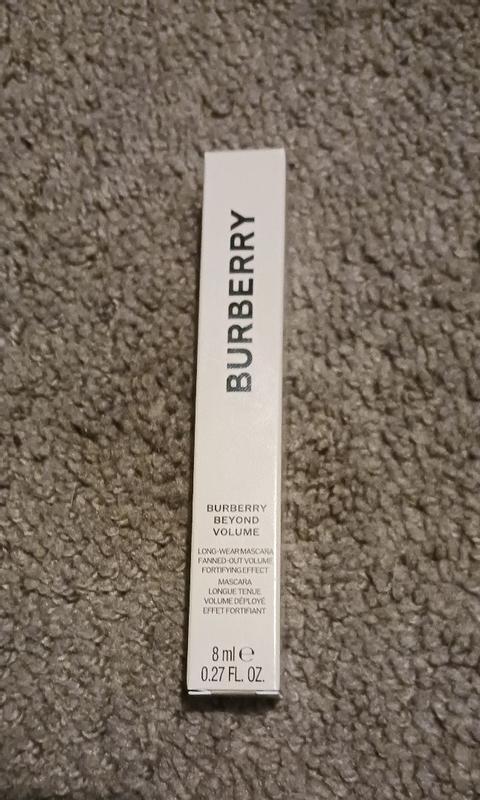 BURBERRY
BURBERRY
BEYOND
VOLUME
LONG-WEAR MASCARA
FANNED-OUT VOLUME
FORTIFYING EFFECT
MASCARA
LONGUE TENUE
VOLUME DÉPLOYÉ
EFFET FORTIFIANT
8 ml ℮
0.27 FL. OZ.